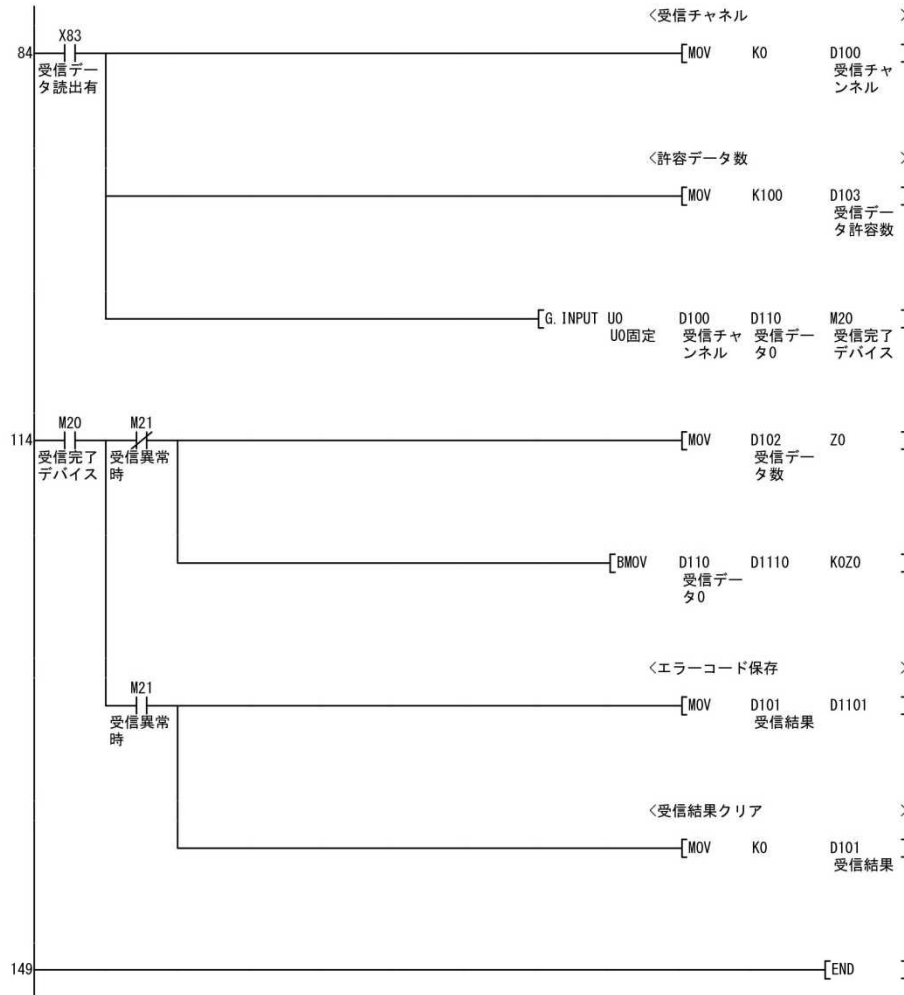 <受信チャネル >
X83
84 [MOV K0 D100 ]
受信デー
タ読出有
受信チャ
ンネル
<許容データ数 >
[MOV K100 D103 ]
受信デー
タ許容数
[G.INPUT U0 D100 D110 M20 ]
U0固定 受信チャ 受信デー 受信完了
ンネル タ0 デバイス
M20 M21
114 [MOV D102 Z0 ]
受信完了 受信異常 受信デー
デバイス 時 タ数
[BMOV D110 D1110 K0Z0 ]
受信デー
タ0
<エラーコード保存 >
M21
[MOV D101 D1101 ]
受信異常 受信結果
時
<受信結果クリア >
[MOV K0 D101 ]
受信結果
149 [END ]